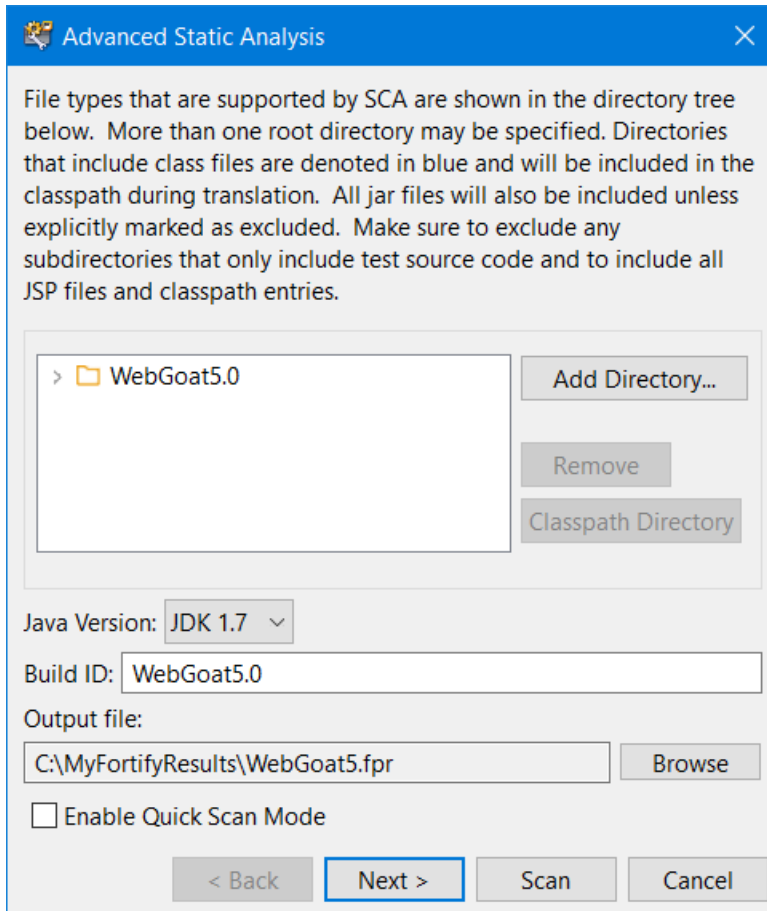 Advanced Static Analysis
File types that are supported by SCA are shown in the directory tree
below.  More than one root directory may be specified. Directories
that include class files are denoted in blue and will be included in the
classpath during translation.  All jar files will also be included unless
explicitly marked as excluded.  Make sure to exclude any
subdirectories that only include test source code and to include all
JSP files and classpath entries.
WebGoat5.0
Add Directory...
Remove
Classpath Directory
Java Version: JDK 1.7
Build ID: WebGoat5.0
Output file:
C:\MyFortifyResults\WebGoat5.fpr Browse
Enable Quick Scan Mode
< Back Next > Scan Cancel